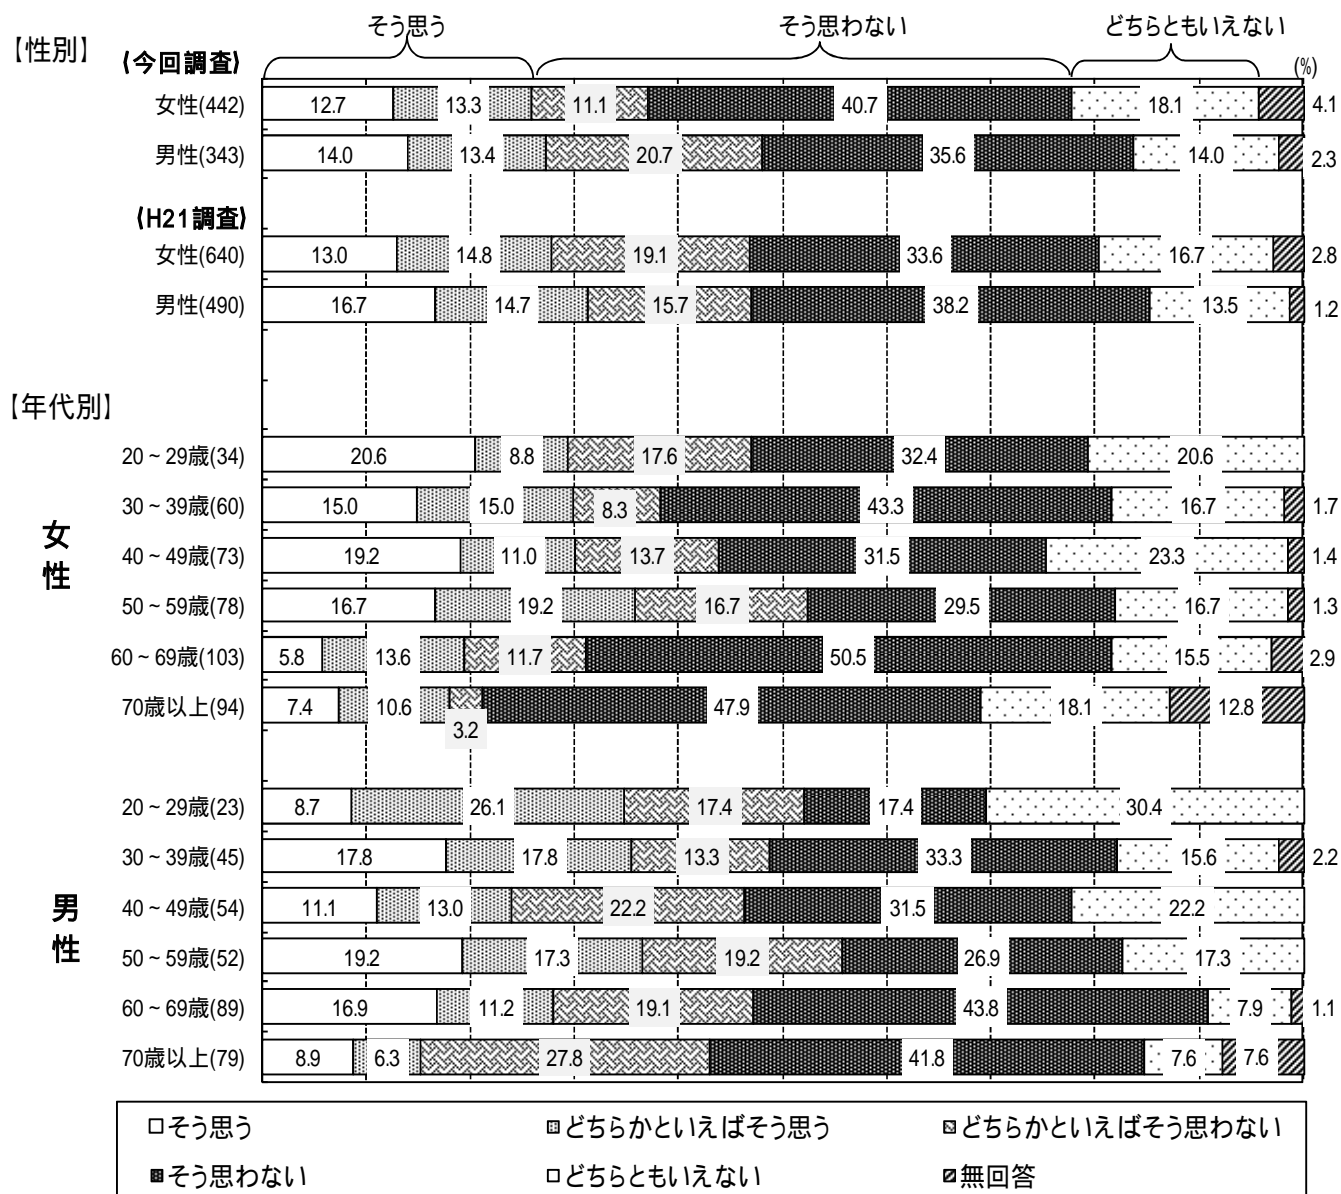 そう思う そう思わない どちらともいえない
【性別】 (今回調査) (%)
女性(442) 12.7 13.3 11.1 40.7 18.1 4.1
男性(343) 14.0 13.4 20.7 35.6 14.0 2.3
(H21調査)
女性(640) 13.0 14.8 19.1 33.6 16.7 2.8
男性(490) 16.7 14.7 15.7 38.2 13.5 1.2
【年代別】
女性
20~29歳(34) 20.6 8.8 17.6 32.4 20.6
30~39歳(60) 15.0 15.0 8.3 43.3 16.7 1.7
40~49歳(73) 19.2 11.0 13.7 31.5 23.3 1.4
50~59歳(78) 16.7 19.2 16.7 29.5 16.7 1.3
60~69歳(103) 5.8 13.6 11.7 50.5 15.5 2.9
70歳以上(94) 7.4 10.6 3.2 47.9 18.1 12.8
男性
20~29歳(23) 8.7 26.1 17.4 17.4 30.4
30~39歳(45) 17.8 17.8 13.3 33.3 15.6 2.2
40~49歳(54) 11.1 13.0 22.2 31.5 22.2
50~59歳(52) 19.2 17.3 19.2 26.9 17.3
60~69歳(89) 16.9 11.2 19.1 43.8 7.9 1.1
70歳以上(79) 8.9 6.3 27.8 41.8 7.6 7.6
そう思う どちらかといえばそう思う どちらかといえばそう思わない
そう思わない どちらともいえない 無回答